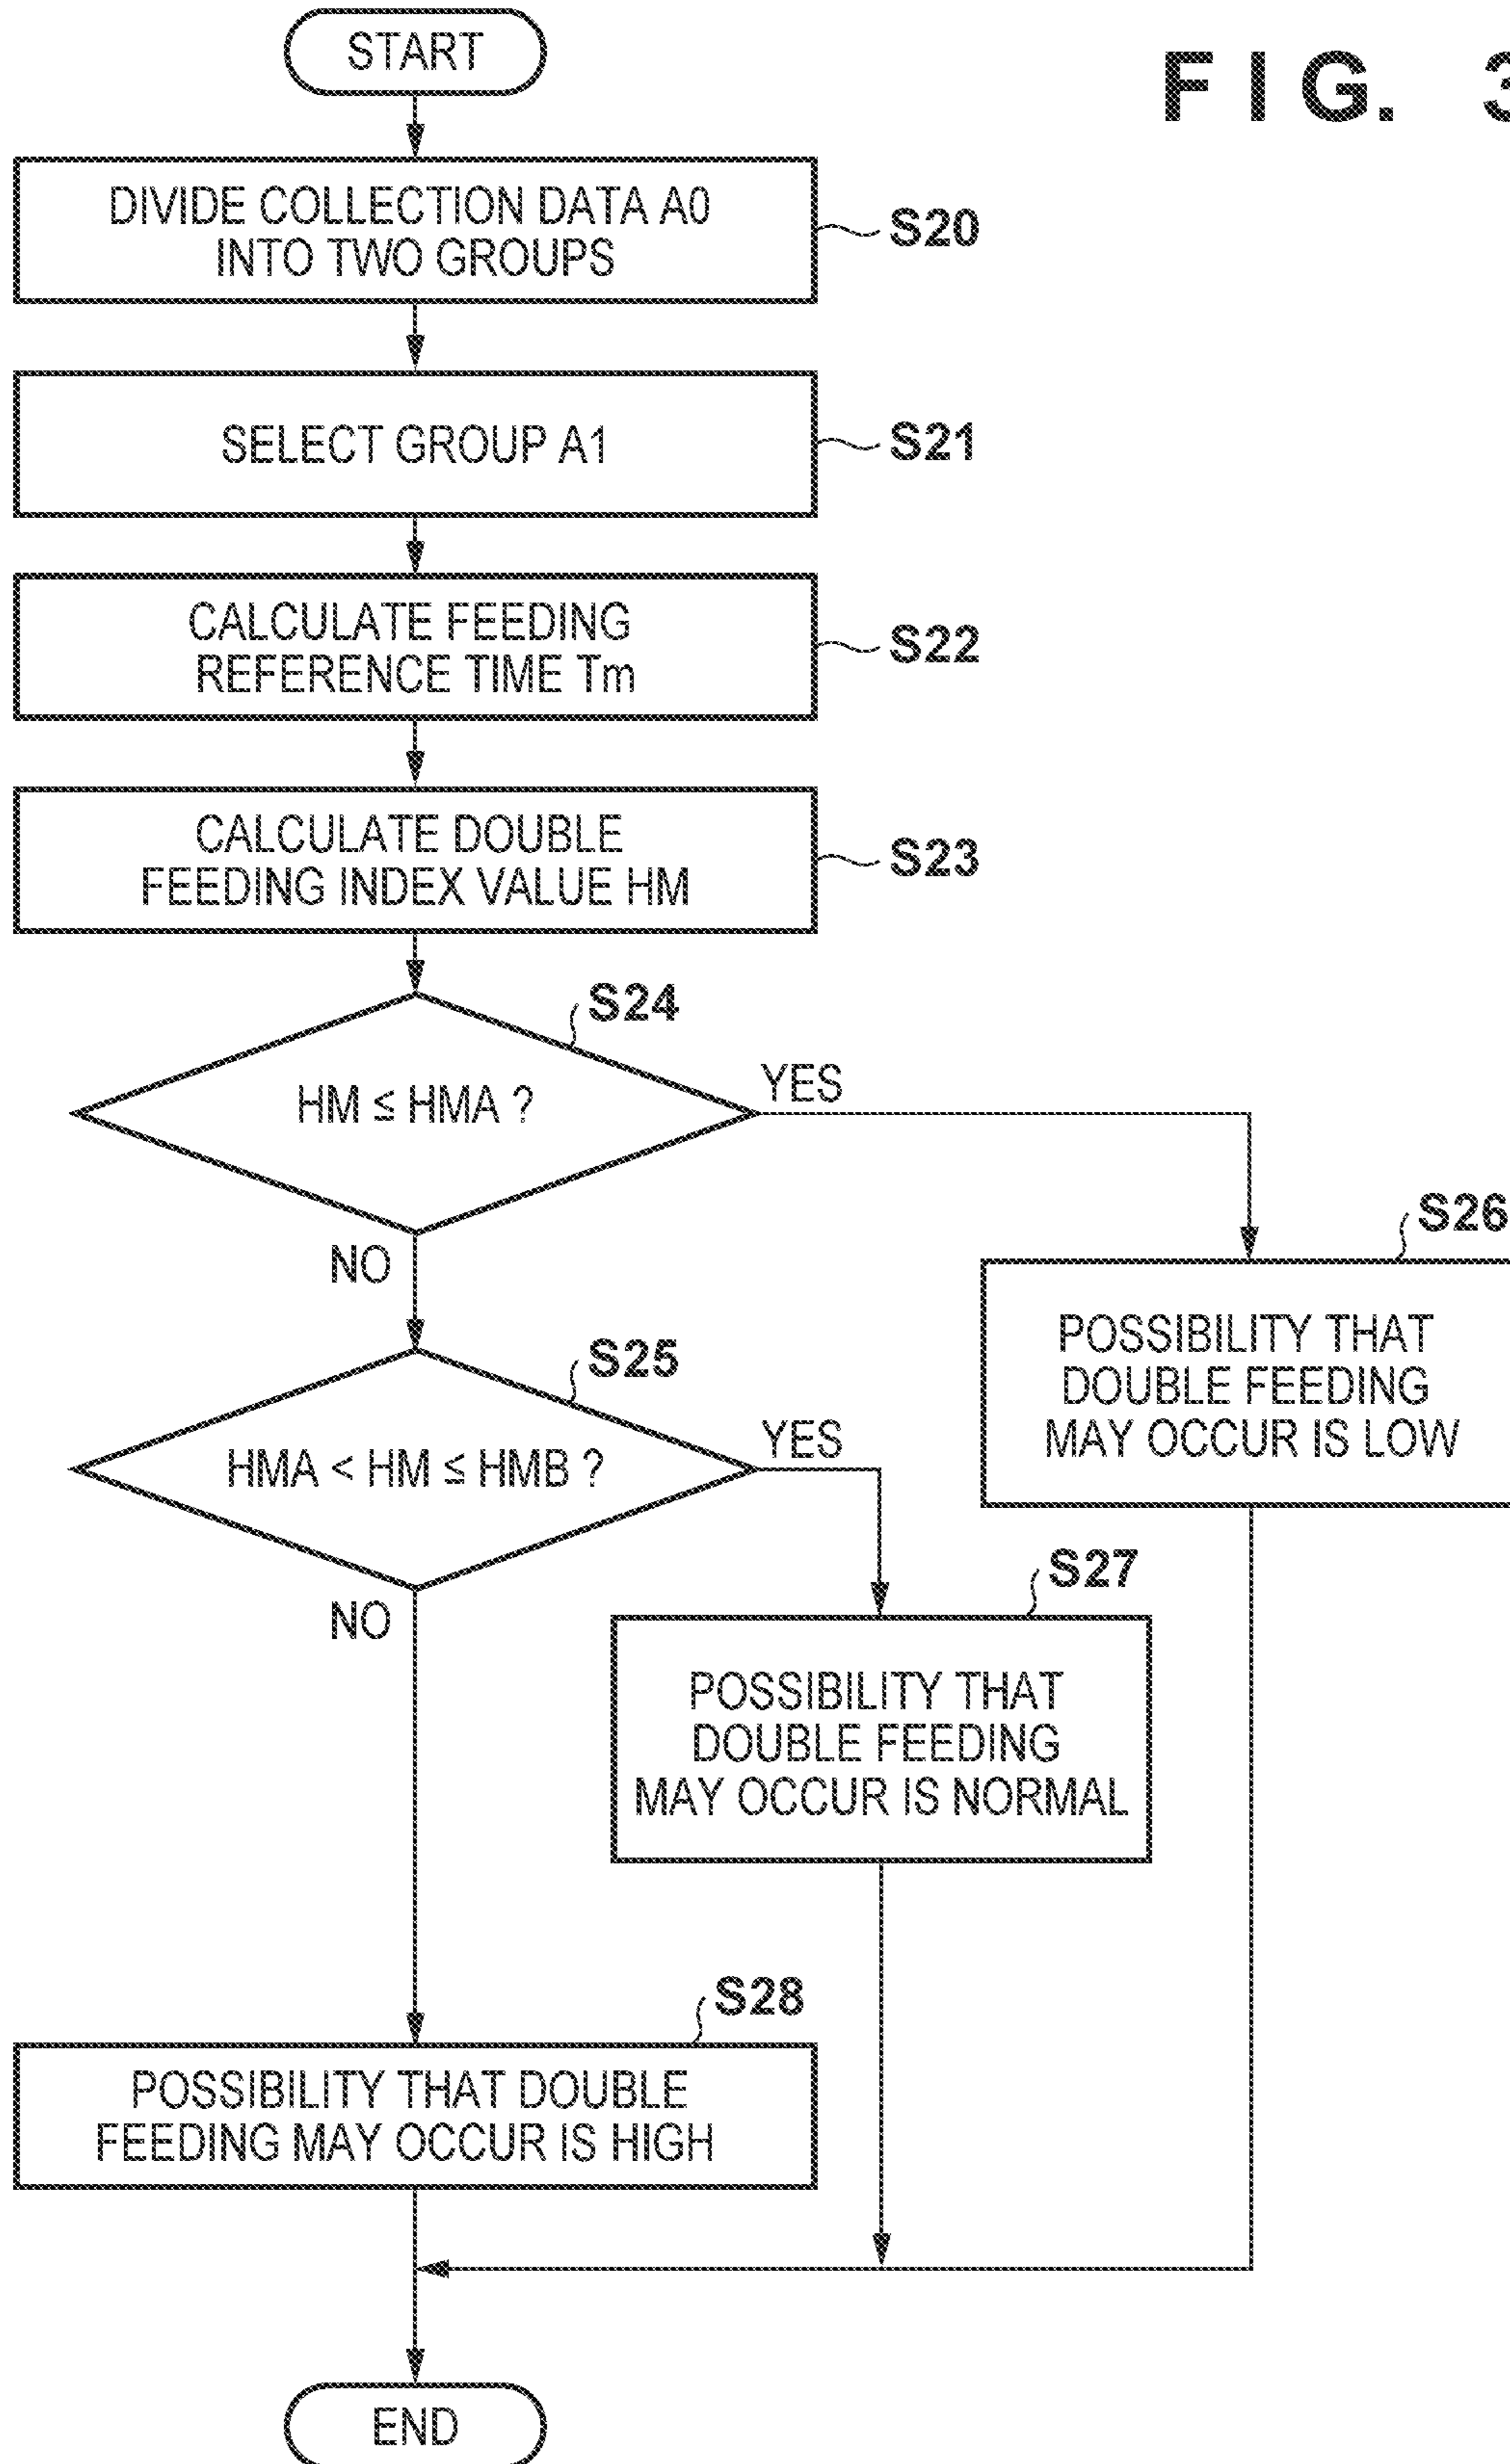 START
FIG. 3
DIVIDE COLLECTION DATA A0
INTO TWO GROUPS
S20
SELECT GROUP A1
S21
CALCULATE FEEDING
REFERENCE TIME Tm
S22
CALCULATE DOUBLE
FEEDING INDEX VALUE HM
S23
S24
HM ≤ HMA ?
YES
NO
S26
POSSIBILITY THAT
DOUBLE FEEDING
MAY OCCUR IS LOW
S25
HMA < HM ≤ HMB ?
YES
NO
S27
POSSIBILITY THAT
DOUBLE FEEDING
MAY OCCUR IS NORMAL
S28
POSSIBILITY THAT DOUBLE
FEEDING MAY OCCUR IS HIGH
END